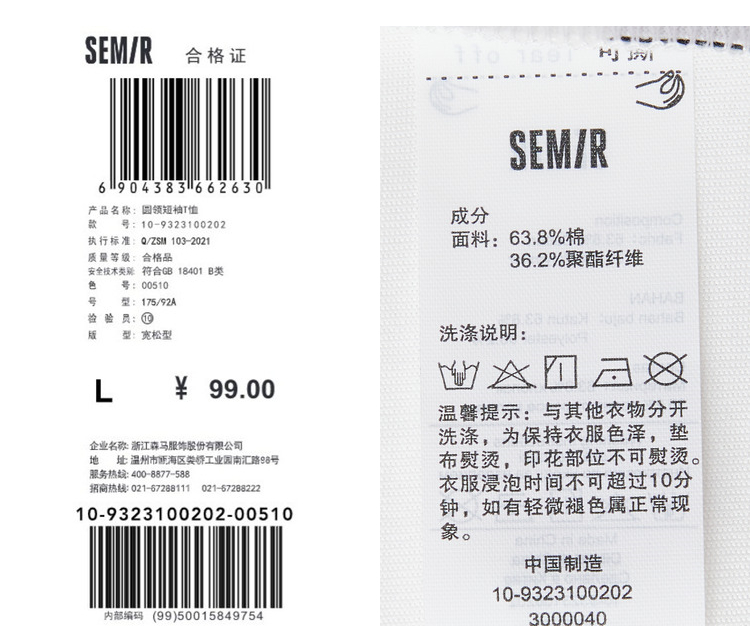 SEMIR 合格证
6 904383 662630
产品名称: 圆领短袖T恤
款 号: 10-9323100202
执行标准: Q/ZSM 103-2021
质量等级: 合格品
安全技术类别: 符合GB 18401 B类
色 号: 00510
号 型: 175/92A
检 验 员: 10
版 型: 宽松型
L ¥ 99.00
企业名称: 浙江森马服饰股份有限公司
地 址: 温州市瓯海区娄桥工业园南汇路98号
服务热线: 400-8877-588
招商热线: 021-67288111 021-67288222
10-9323100202-00510
内部编码 (99)50015849754
可撕
SEMIR
成分
面料: 63.8%棉
36.2%聚酯纤维
洗涤说明:
温馨提示: 与其他衣物分开
洗涤, 为保持衣服色泽, 垫
布熨烫, 印花部位不可熨烫。
衣服浸泡时间不可超过10分
钟, 如有轻微褪色属正常现
象。
中国制造
10-9323100202
3000040